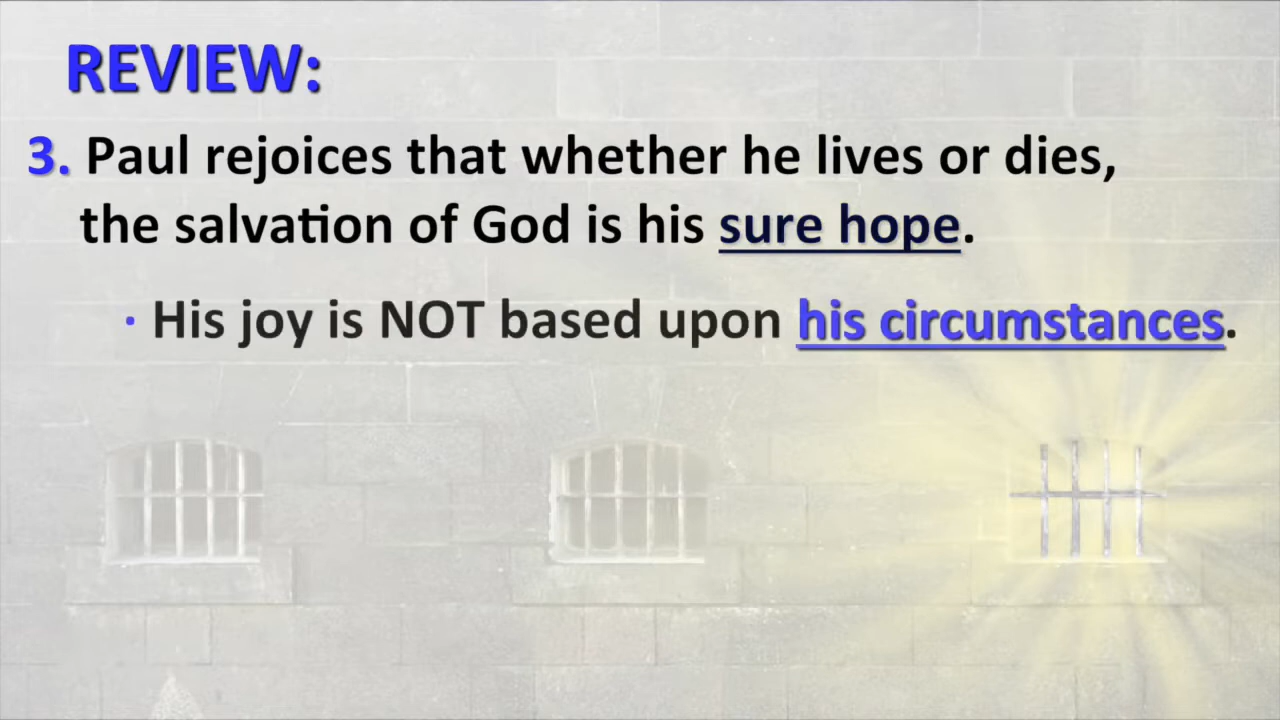 REVIEW:
3. Paul rejoices that whether he lives or dies,
the salvation of God is his sure hope.
· His joy is NOT based upon his circumstances.